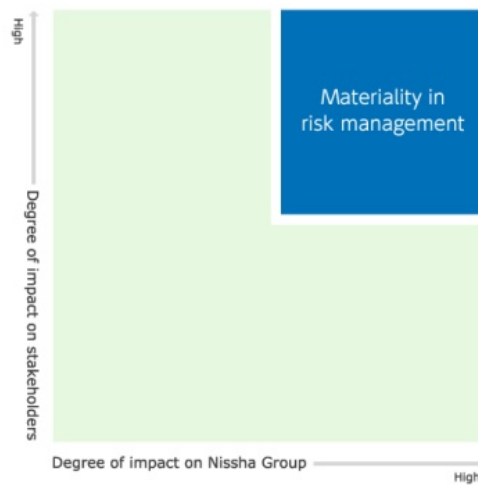 High
Degree of impact on stakeholders
Materiality in
risk management
Degree of impact on Nissha Group
High